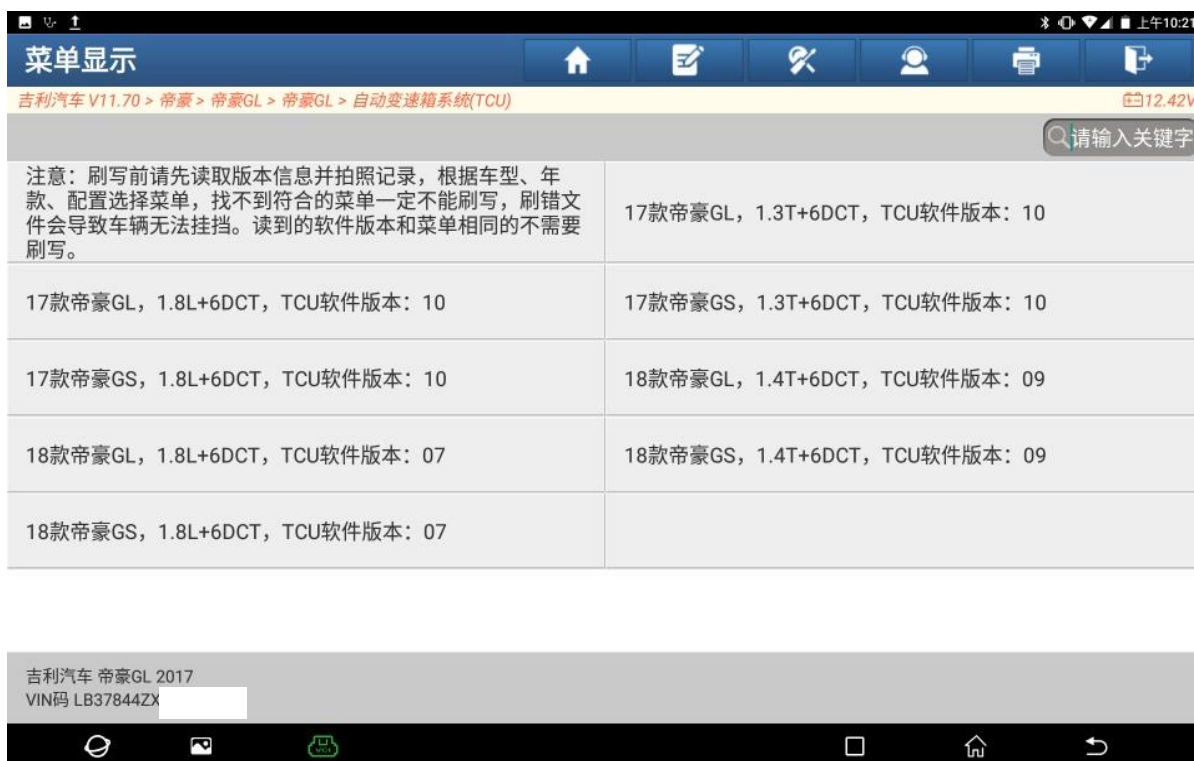 上午10:21
菜单显示
吉利汽车 V11.70 > 帝豪 > 帝豪GL > 帝豪GL > 自动变速箱系统(TCU)
12.42V
请输入关键字
注意：刷写前请先读取版本信息并拍照记录，根据车型、年
款、配置选择菜单，找不到符合的菜单一定不能刷写，刷错文
件会导致车辆无法挂挡。读到的软件版本和菜单相同的不需要
刷写。
17款帝豪GL，1.3T+6DCT，TCU软件版本：10
17款帝豪GL，1.8L+6DCT，TCU软件版本：10
17款帝豪GS，1.3T+6DCT，TCU软件版本：10
17款帝豪GS，1.8L+6DCT，TCU软件版本：10
18款帝豪GL，1.4T+6DCT，TCU软件版本：09
18款帝豪GL，1.8L+6DCT，TCU软件版本：07
18款帝豪GS，1.4T+6DCT，TCU软件版本：09
18款帝豪GS，1.8L+6DCT，TCU软件版本：07
吉利汽车 帝豪GL 2017
VIN码 LB37844ZX
VCI